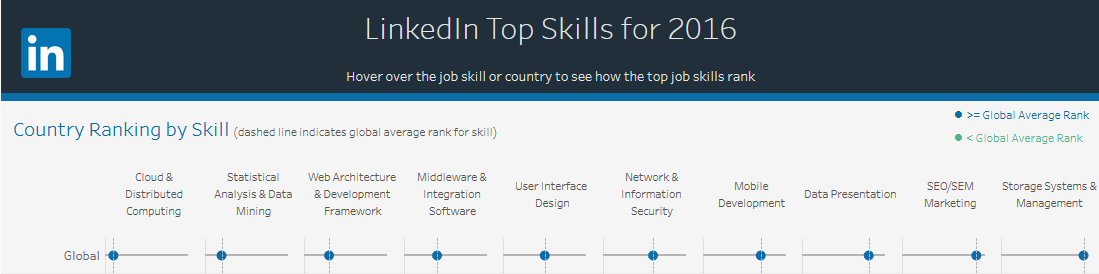 in
LinkedIn Top Skills for 2016
Hover over the job skill or country to see how the top job skills rank
>= Global Average Rank
Country Ranking by Skill (dashed line indicates global average rank for skill)
< Global Average Rank
Cloud &
Distributed
Computing
Statistical
Analysis & Data
Mining
Web Architecture
& Development
Framework
Middleware &
Integration
Software
User Interface
Design
Network &
Information
Security
Mobile
Development
Data Presentation
SEO/SEM
Marketing
Storage Systems &
Management
Global